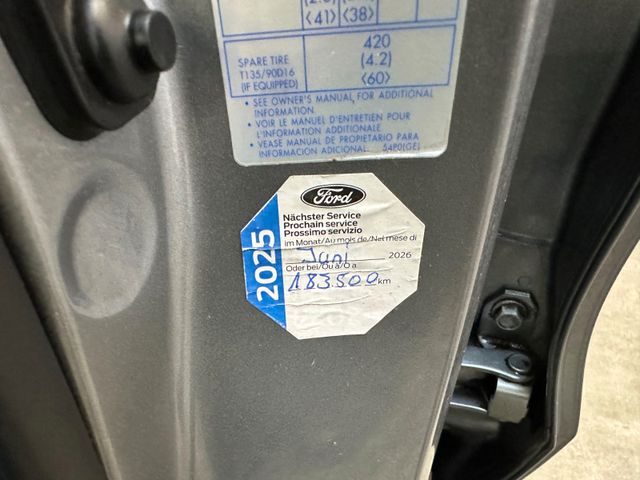 ⟨41⟩ ⟨38⟩
SPARE TIRE
T135/90D16
(IF EQUIPPED)
420
(4.2)
⟨60⟩
• SEE OWNER'S MANUAL, FOR ADDITIONAL
INFORMATION
• VOIR LE MANUEL D'ENTRETIEN POUR
L'INFORMATION ADDITIONALE
• VEASE MANUAL DE PROPIETARIO PARA
INFORMACION ADICIONAL 54P0(GE)
Ford
Nächster Service
Prochain service
Prossimo servizio
im Monat/Au mois de/Nel mese di
Juni 2026
Oder bei/Ou à/O a
183.500 km
2025